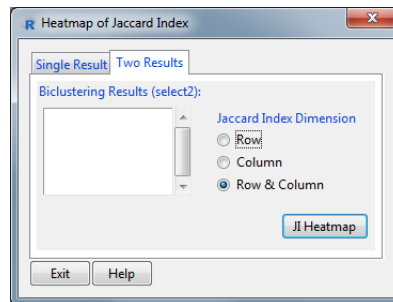 R Heatmap of Jaccard Index
x
Single Result Two Results
Biclustering Results (select2):
Jaccard Index Dimension
Row
Column
Row & Column
JI Heatmap
Exit Help